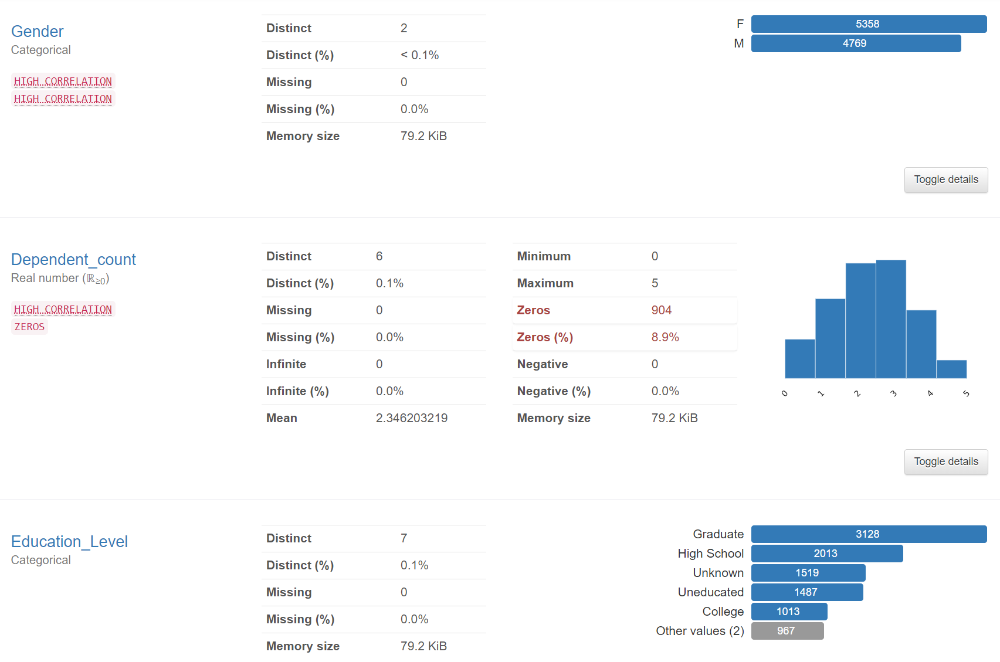 Gender
Categorical
HIGH CORRELATION
HIGH CORRELATION
Distinct 2
Distinct (%) < 0.1%
Missing 0
Missing (%) 0.0%
Memory size 79.2 KiB
F 5358
M 4769
Toggle details
Dependent_count
Real number (ℝ≥0)
HIGH CORRELATION
ZEROS
Distinct 6
Distinct (%) 0.1%
Missing 0
Missing (%) 0.0%
Infinite 0
Infinite (%) 0.0%
Mean 2.346203219
Minimum 0
Maximum 5
Zeros 904
Zeros (%) 8.9%
Negative 0
Negative (%) 0.0%
Memory size 79.2 KiB
0 1 2 3 4 5
Toggle details
Education_Level
Categorical
Distinct 7
Distinct (%) 0.1%
Missing 0
Missing (%) 0.0%
Memory size 79.2 KiB
Graduate 3128
High School 2013
Unknown 1519
Uneducated 1487
College 1013
Other values (2) 967